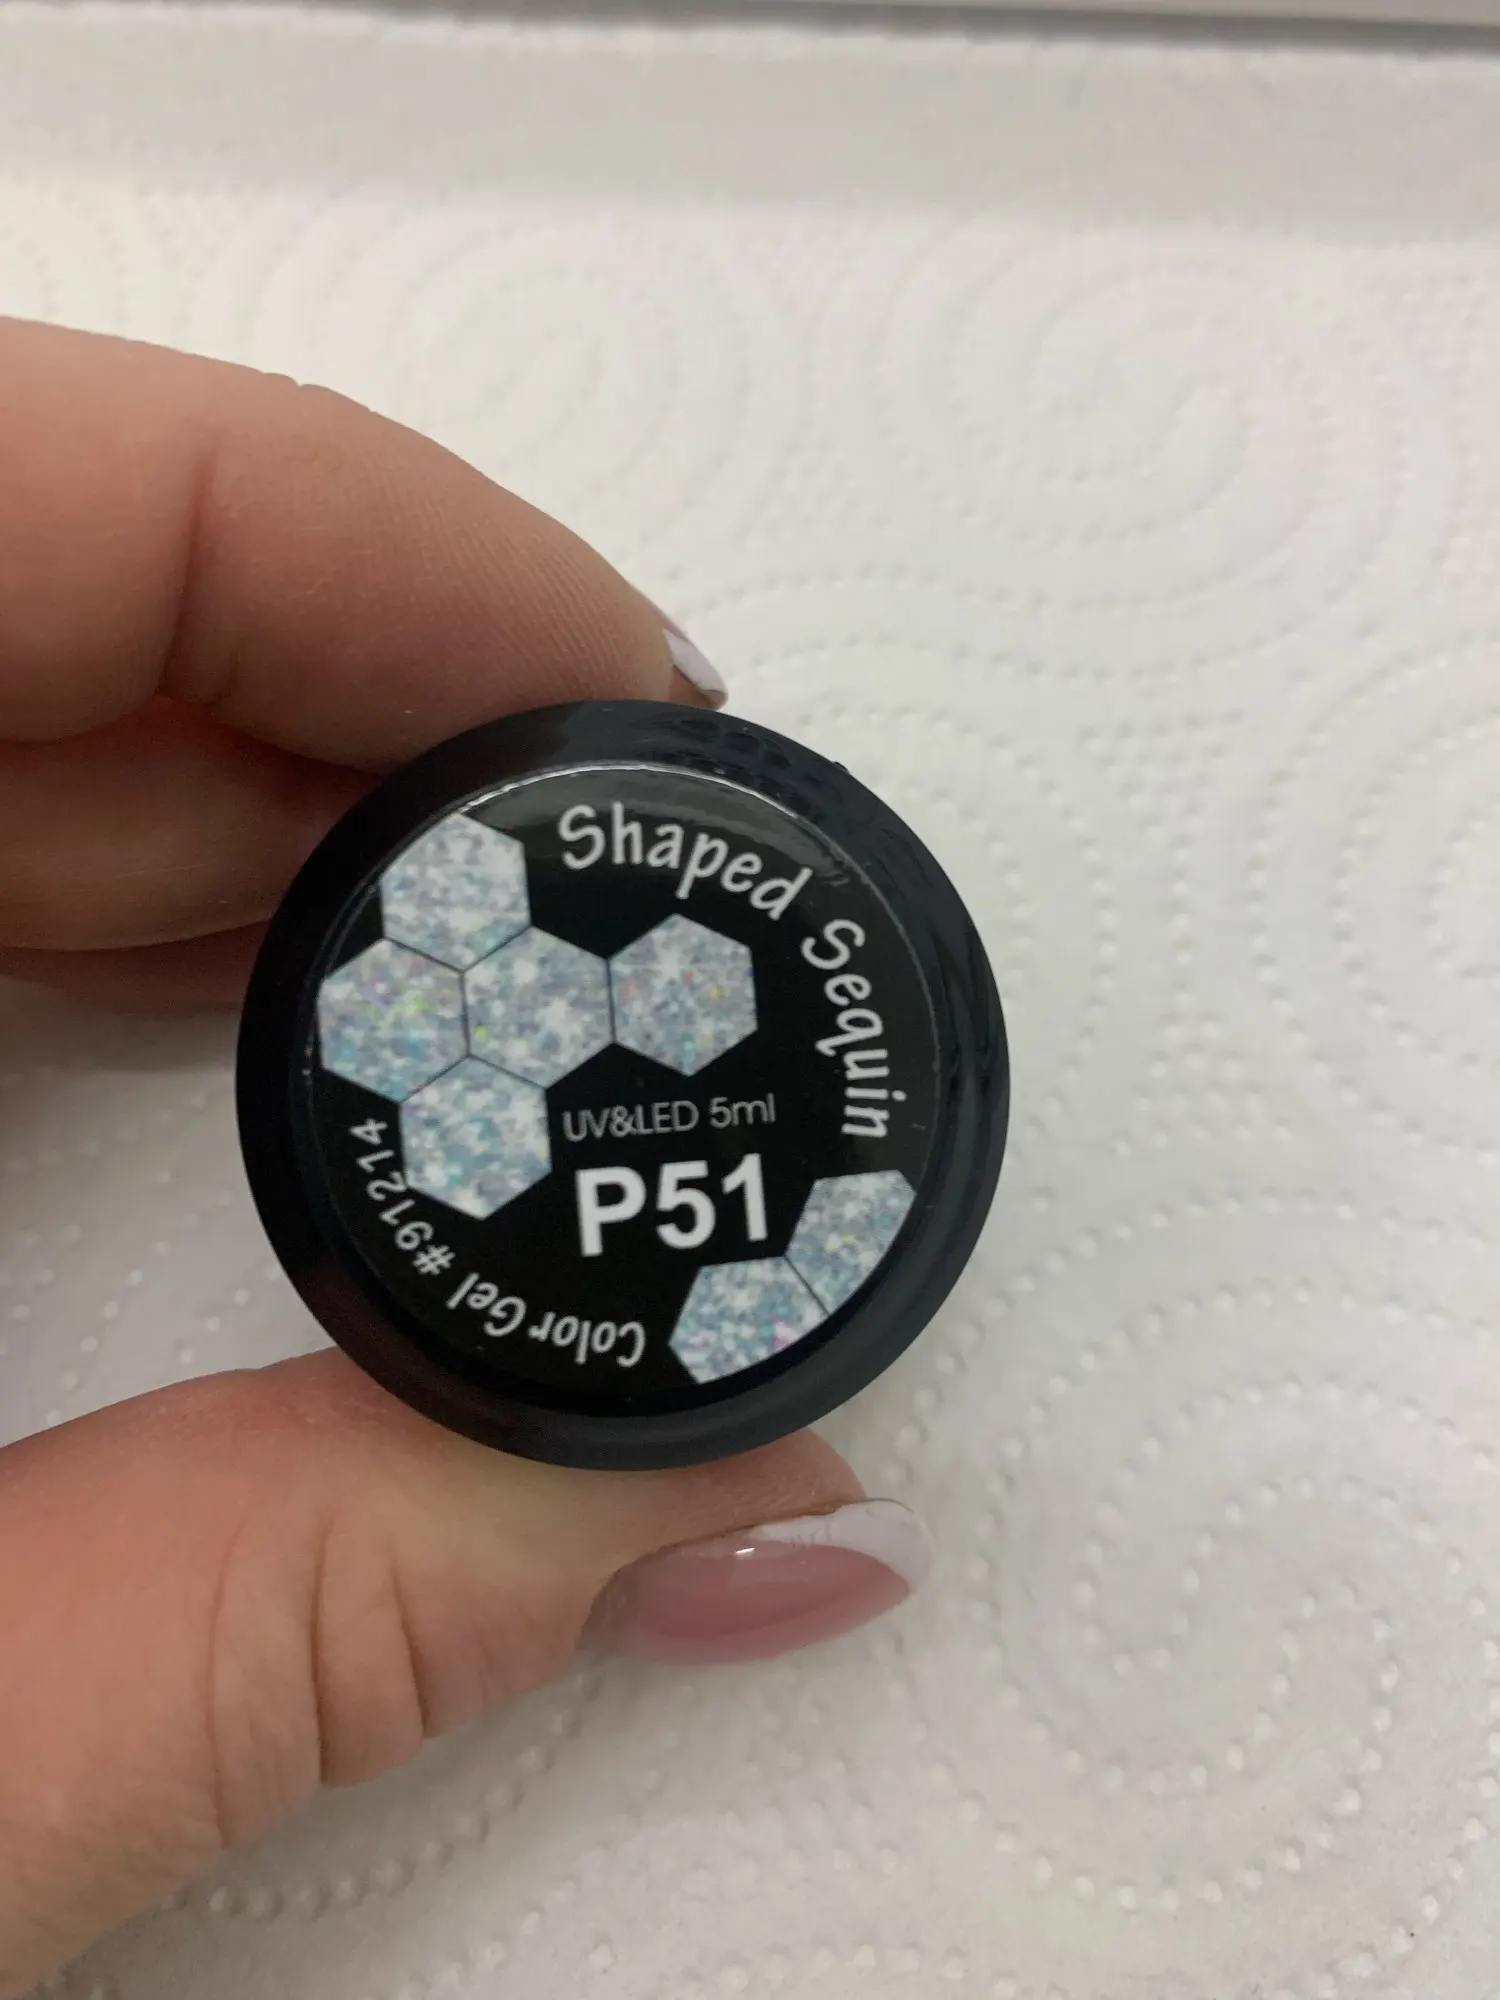 Shaped Sequin
UV&LED 5ml
P51
Color Gel #91214